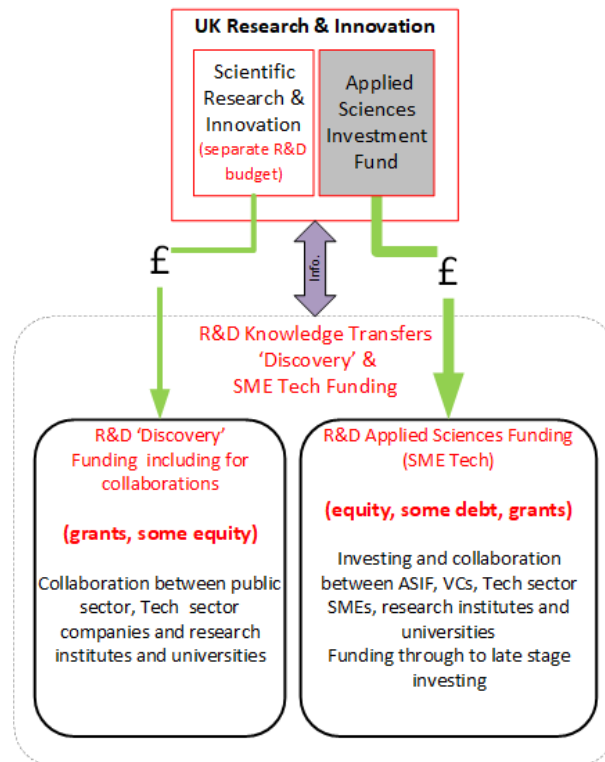 UK Research & Innovation
Scientific
Research &
Innovation
(separate R&D
budget)
Applied
Sciences
Investment
Fund
£
Info.
£
R&D Knowledge Transfers
'Discovery' &
SME Tech Funding
R&D 'Discovery'
Funding including for
collaborations
(grants, some equity)
Collaboration between public
sector, Tech sector
companies and research
institutes and universities
R&D Applied Sciences Funding
(SME Tech)
(equity, some debt, grants)
Investing and collaboration
between ASIF, VCs, Tech sector
SMEs, research institutes and
universities
Funding through to late stage
investing